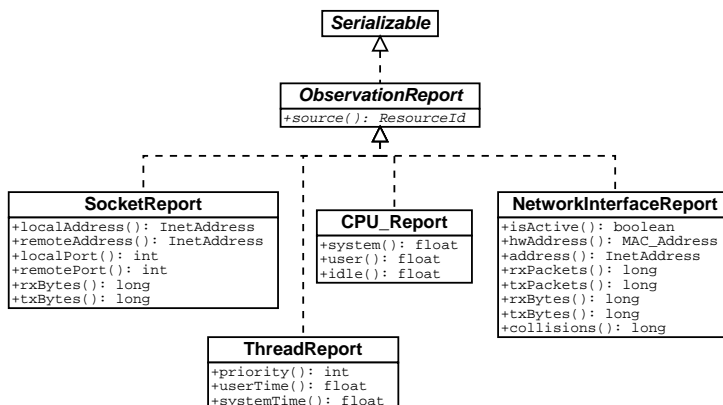 Serializable
ObservationReport
+source(): ResourceId
SocketReport
+localAddress(): InetAddress
+remoteAddress(): InetAddress
+localPort(): int
+remotePort(): int
+rxBytes(): long
+txBytes(): long
CPU_Report
+system(): float
+user(): float
+idle(): float
NetworkInterfaceReport
+isActive(): boolean
+hwAddress(): MAC_Address
+address(): InetAddress
+rxPackets(): long
+txPackets(): long
+rxBytes(): long
+txBytes(): long
+collisions(): long
ThreadReport
+priority(): int
+userTime(): float
+systemTime(): float